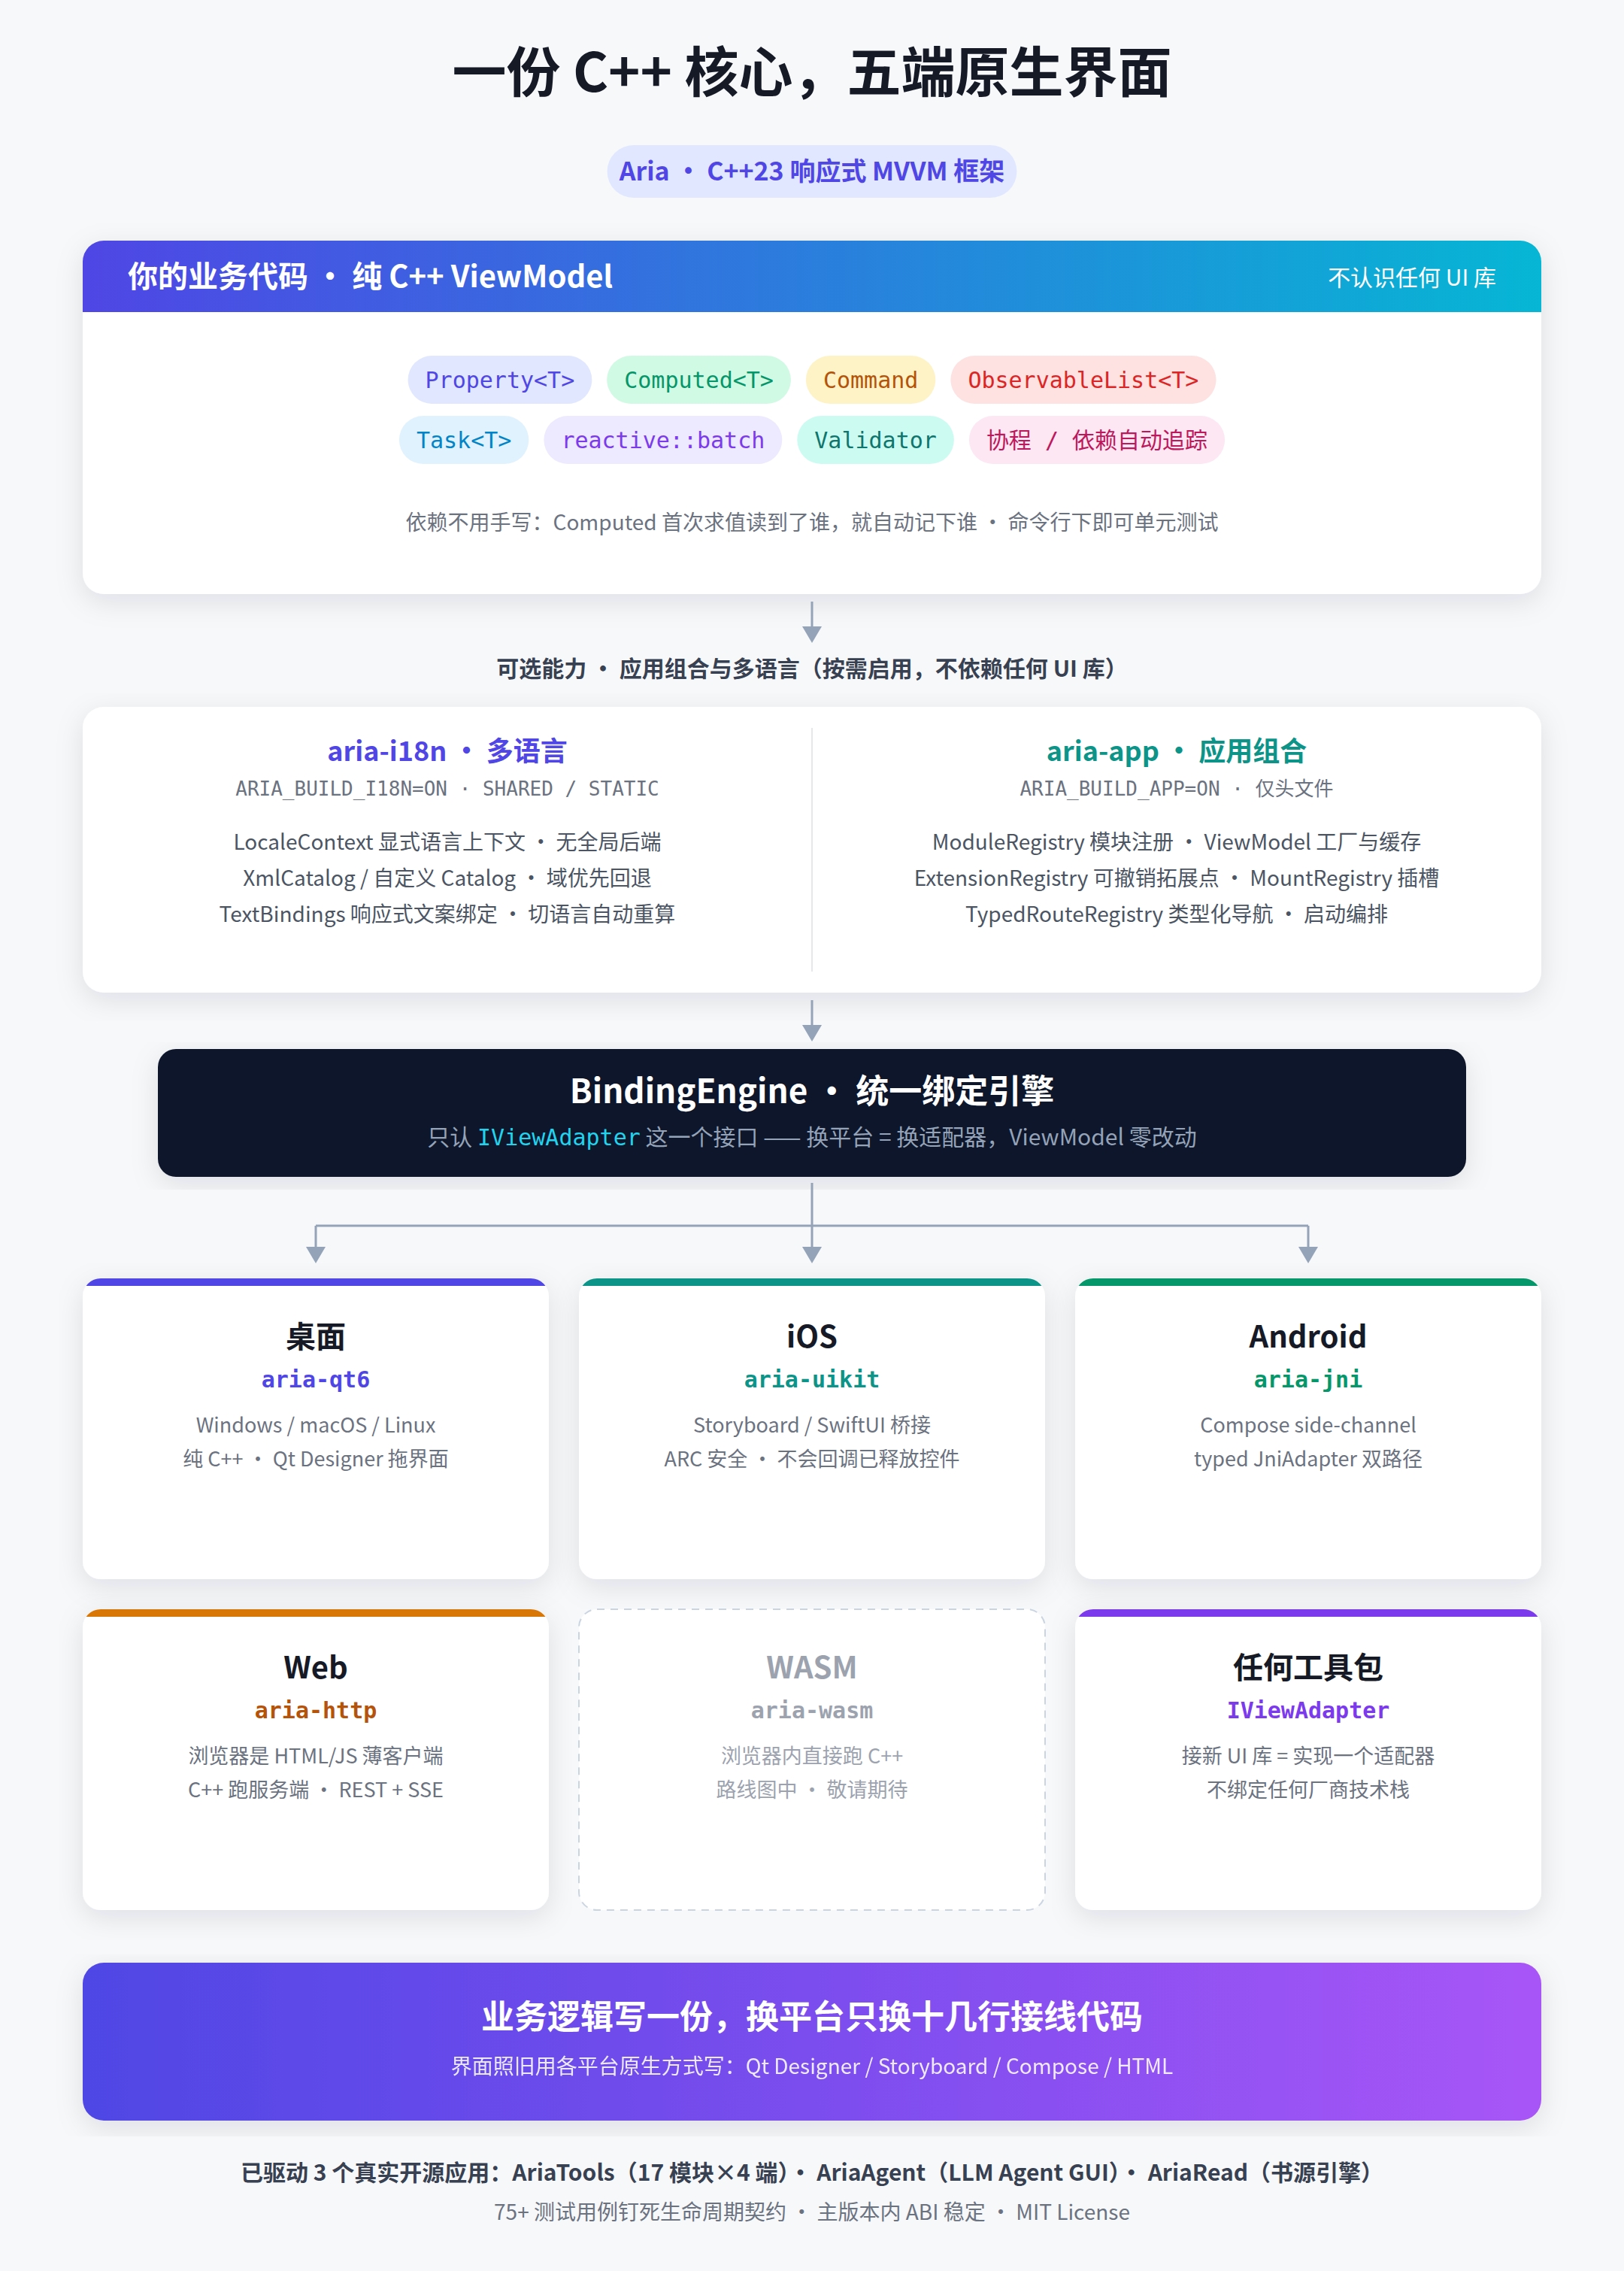 一份 C++ 核心，五端原生界面
Aria · C++23 响应式 MVVM 框架
你的业务代码 · 纯 C++ ViewModel
不认识任何 UI 库
Property<T> Computed<T> Command ObservableList<T>
Task<T> reactive::batch Validator 协程 / 依赖自动追踪
依赖不用手写：Computed 首次求值读到了谁，就自动记下谁 · 命令行下即可单元测试
可选能力 · 应用组合与多语言（按需启用，不依赖任何 UI 库）
aria-i18n · 多语言
ARIA_BUILD_I18N=ON · SHARED / STATIC
LocaleContext 显式语言上下文 · 无全局后端
XmlCatalog / 自定义 Catalog · 域优先回退
TextBindings 响应式文案绑定 · 切语言自动重算
aria-app · 应用组合
ARIA_BUILD_APP=ON · 仅头文件
ModuleRegistry 模块注册 · ViewModel 工厂与缓存
ExtensionRegistry 可撤销拓展点 · MountRegistry 插槽
TypedRouteRegistry 类型化导航 · 启动编排
BindingEngine · 统一绑定引擎
只认 IViewAdapter 这一个接口 —— 换平台 = 换适配器，ViewModel 零改动
桌面
aria-qt6
Windows / macOS / Linux
纯 C++ · Qt Designer 拖界面
iOS
aria-uikit
Storyboard / SwiftUI 桥接
ARC 安全 · 不会回调已释放控件
Android
aria-jni
Compose side-channel
typed JniAdapter 双路径
Web
aria-http
浏览器是 HTML/JS 薄客户端
C++ 跑服务端 · REST + SSE
WASM
aria-wasm
浏览器内直接跑 C++
路线图中 · 敬请期待
任何工具包
IViewAdapter
接新 UI 库 = 实现一个适配器
不绑定任何厂商技术栈
业务逻辑写一份，换平台只换十几行接线代码
界面照旧用各平台原生方式写：Qt Designer / Storyboard / Compose / HTML
已驱动 3 个真实开源应用：AriaTools（17 模块×4 端）· AriaAgent（LLM Agent GUI）· AriaRead（书源引擎）
75+ 测试用例钉死生命周期契约 · 主版本内 ABI 稳定 · MIT License